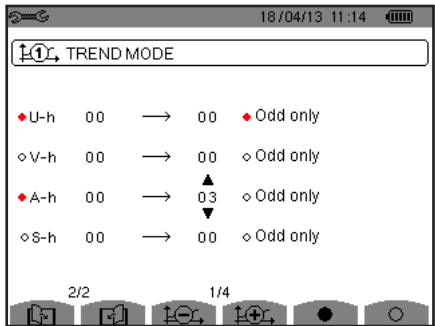 18/04/13 11:14
1 TREND MODE
U-h 00 → 00 Odd only
V-h 00 → 00 Odd only
A-h 00 → 03 Odd only
S-h 00 → 00 Odd only
2/2 1/4